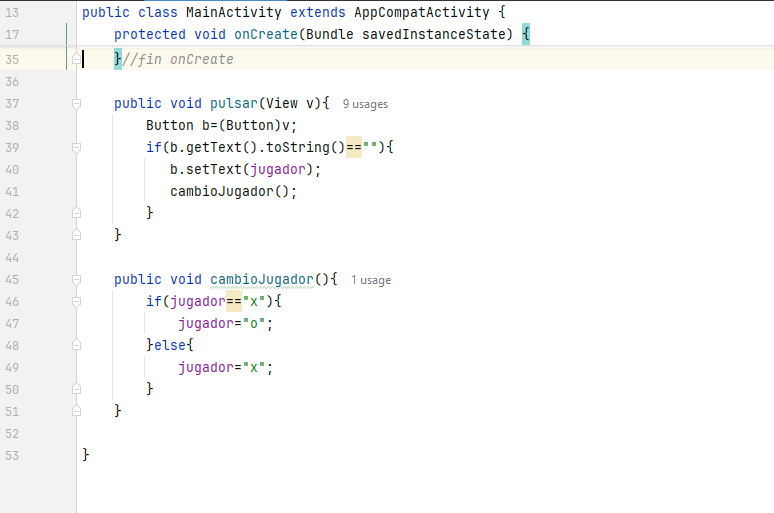 13 public class MainActivity extends AppCompatActivity {
17 protected void onCreate(Bundle savedInstanceState) {
35 }//fin onCreate
36
37 public void pulsar(View v){ 9 usages
38 Button b=(Button)v;
39 if(b.getText().toString()==""){
40 b.setText(jugador);
41 cambioJugador();
42 }
43 }
44
45 public void cambioJugador(){ 1 usage
46 if(jugador=="x"){
47 jugador="o";
48 }else{
49 jugador="x";
50 }
51 }
52
53 }